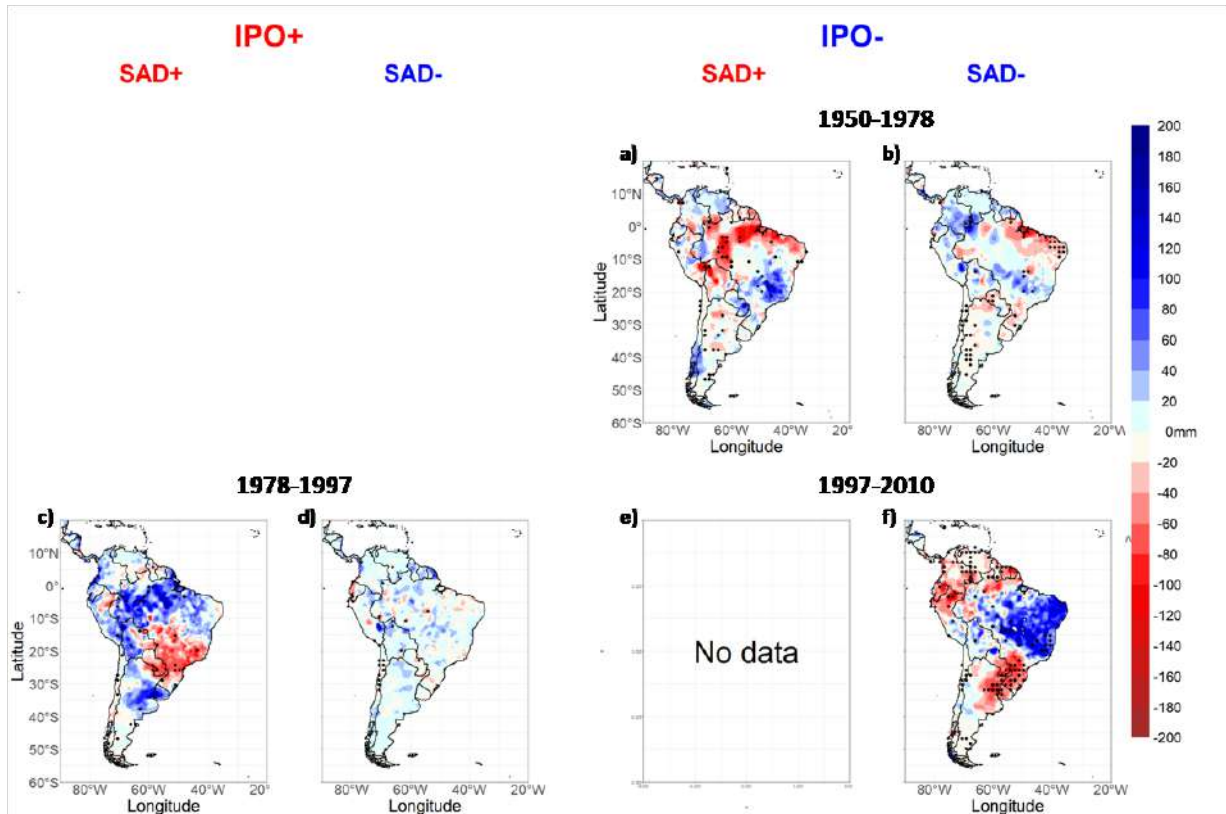 IPO+
IPO-
SAD+
SAD-
SAD+
SAD-
1950-1978
a)
b)
10°N
0°
10°S
20°S
30°S
40°S
50°S
60°S
Latitude
80°W
60°W
40°W
20°
80°W
60°W
40°W
20°W
Longitude
Longitude
200
180
160
140
120
100
80
60
40
20
0mm
-20
-40
-60
-80
-100
-120
-140
-160
-180
-200
1978-1997
1997-2010
c)
d)
e)
f)
10°N
0°
10°S
20°S
30°S
40°S
50°S
60°S
Latitude
No data
80°W
60°W
40°W
20°W
80°W
60°W
40°W
20°W
80°W
60°W
40°W
20°W
Longitude
Longitude
Longitude